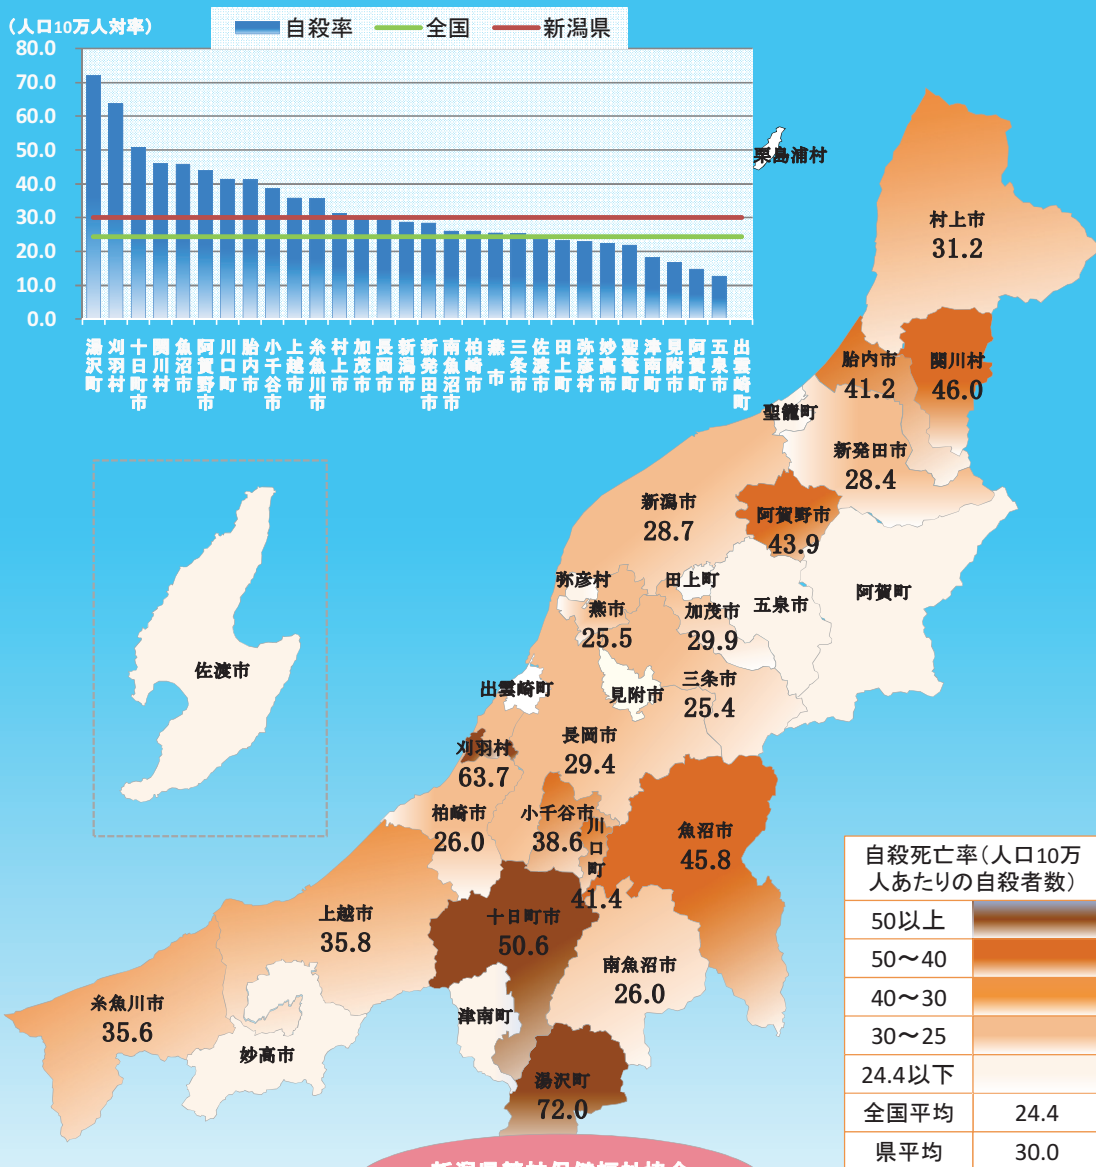 (人口10万人対率)
自殺率 全国 新潟県
80.0
70.0
60.0
50.0
40.0
30.0
20.0
10.0
0.0
湯沢町
刈羽村
十日町市
関川村
魚沼市
阿賀野市
川口町
胎内市
小千谷市
上越市
糸魚川市
村上市
加茂市
長岡市
新潟市
新発田市
南魚沼市
柏崎市
燕市
三条市
佐渡市
田上町
弥彦村
妙高市
聖篭町
津南町
見附市
阿賀町
五泉市
出雲崎町
粟島浦村
村上市
31.2
胎内市
41.2
関川村
46.0
聖籠町
新発田市
28.4
新潟市
28.7
阿賀野市
43.9
弥彦村
田上町
五泉市
阿賀町
燕市
25.5
加茂市
29.9
佐渡市
出雲崎町
見附市
三条市
25.4
刈羽村
63.7
長岡市
29.4
柏崎市
26.0
小千谷市
38.6
川口町
41.4
魚沼市
45.8
上越市
35.8
十日町市
50.6
南魚沼市
26.0
糸魚川市
35.6
妙高市
津南町
湯沢町
72.0
自殺死亡率(人口10万
人あたりの自殺者数)
50以上
50～40
40～30
30～25
24.4以下
全国平均 24.4
県平均 30.0